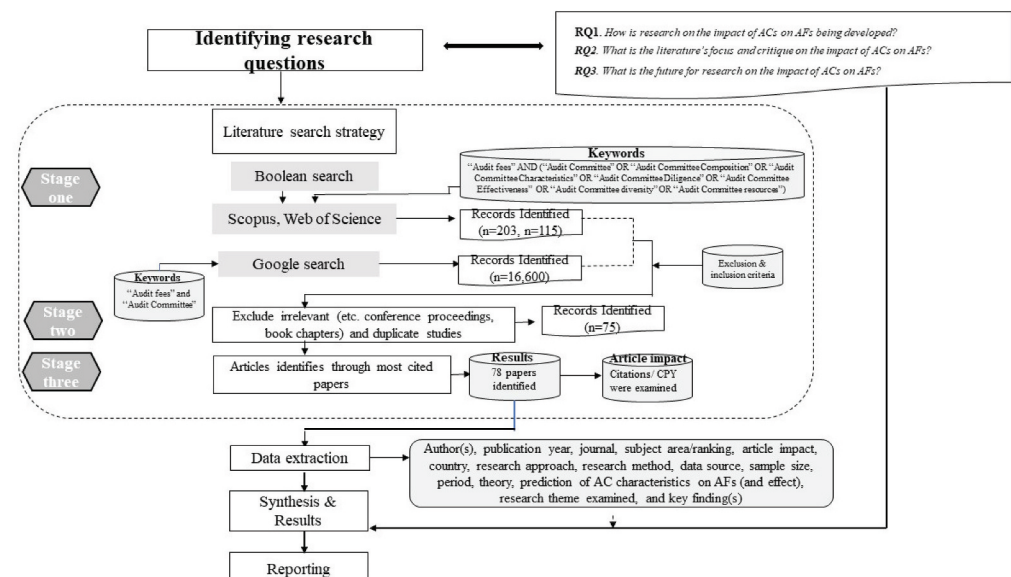 Identifying research
questions
RQ1. How is research on the impact of ACs on AFs being developed?
RQ2. What is the literature's focus and critique on the impact of ACs on AFs?
RQ3. What is the future for research on the impact of ACs on AFs?
Literature search strategy
Stage
one
Boolean search
Keywords
"Audit fees" AND ("Audit Committee" OR "Audit Committee Composition" OR "Audit
Committee Characteristics" OR "Audit Committee Diligence" OR "Audit Committee
Effectiveness" OR "Audit Committee diversity" OR "Audit Committee resources")
Scopus, Web of Science
Records Identified
(n=203, n=115)
Keywords
"Audit fees" and
"Audit Committee"
Google search
Records Identified
(n=16,600)
Exclusion &
inclusion criteria
Stage
two
Exclude irrelevant (etc. conference proceedings,
book chapters) and duplicate studies
Records Identified
(n=75)
Stage
three
Articles identifies through most cited
papers
Results
78 papers
identified
Article impact
Citations/ CPY
were examined
Data extraction
Author(s), publication year, journal, subject area/ranking, article impact,
country, research approach, research method, data source, sample size,
period, theory, prediction of AC characteristics on AFs (and effect),
research theme examined, and key finding(s)
Synthesis &
Results
Reporting